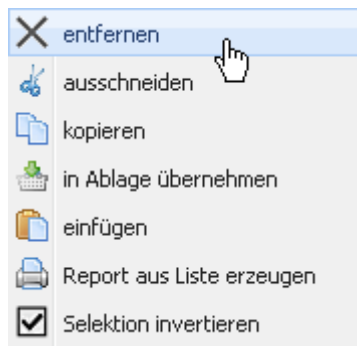 entfernen
ausschneiden
kopieren
in Ablage übernehmen
einfügen
Report aus Liste erzeugen
Selektion invertieren